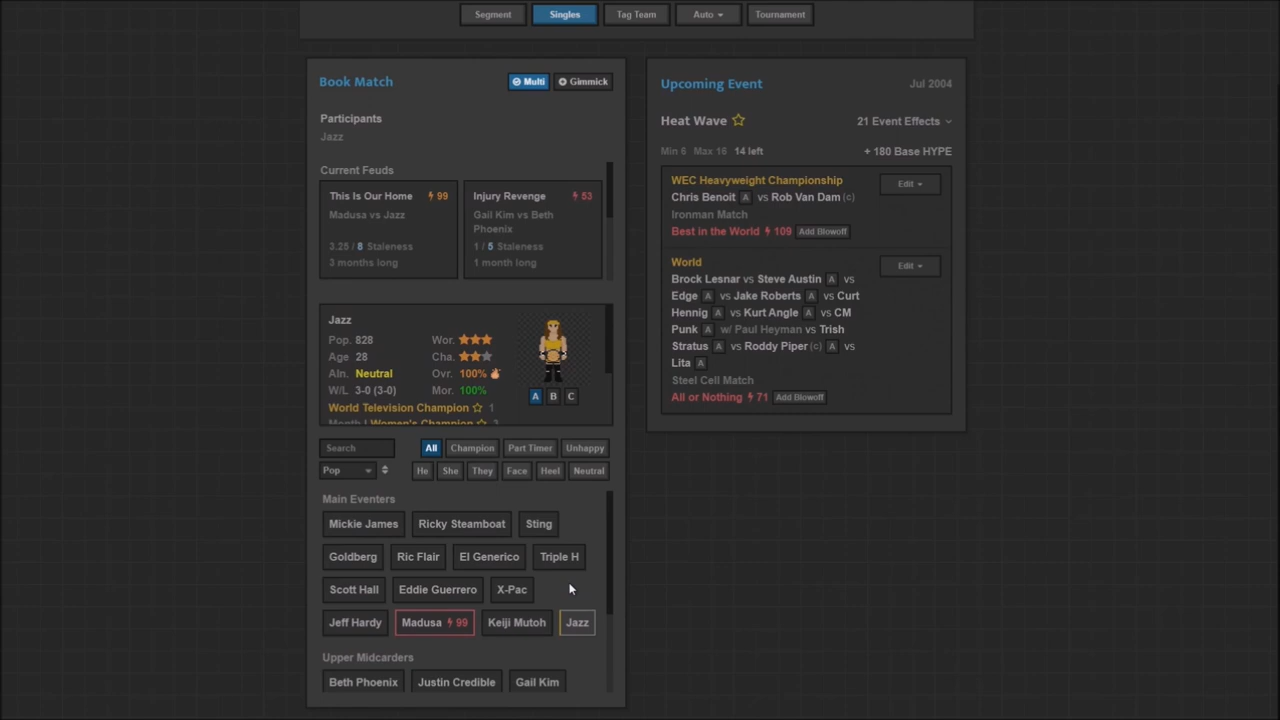 Segment Singles Tag Team Auto Tournament
Book Match
Multi Gimmick
Participants
Jazz
Current Feuds
This Is Our Home 99
Madusa vs Jazz
3.25 / 8 Staleness
3 months long
Injury Revenge 53
Gail Kim vs Beth
Phoenix
1 / 5 Staleness
1 month long
Jazz
Pop. 828
Age 28
Aln. Neutral
W/L 3-0 (3-0)
Wor.
Cha.
Ovr. 100%
Mor. 100%
A B C
World Television Champion 1
Search
All Champion Part Timer Unhappy
Pop
He She They Face Heel Neutral
Main Eventers
Mickie James Ricky Steamboat Sting
Goldberg Ric Flair El Generico Triple H
Scott Hall Eddie Guerrero X-Pac
Jeff Hardy Madusa 99 Keiji Mutoh Jazz
Upper Midcarders
Beth Phoenix Justin Credible Gail Kim
Upcoming Event Jul 2004
Heat Wave 21 Event Effects
Min 6 Max 16 14 left + 180 Base HYPE
WEC Heavyweight Championship Edit
Chris Benoit A vs Rob Van Dam (c)
Ironman Match
Best in the World 109 Add Blowoff
World Edit
Brock Lesnar vs Steve Austin A vs
Edge A vs Jake Roberts A vs Curt
Hennig A vs Kurt Angle A vs CM
Punk A w/ Paul Heyman vs Trish
Stratus A vs Roddy Piper (c) A vs
Lita A
Steel Cell Match
All or Nothing 71 Add Blowoff